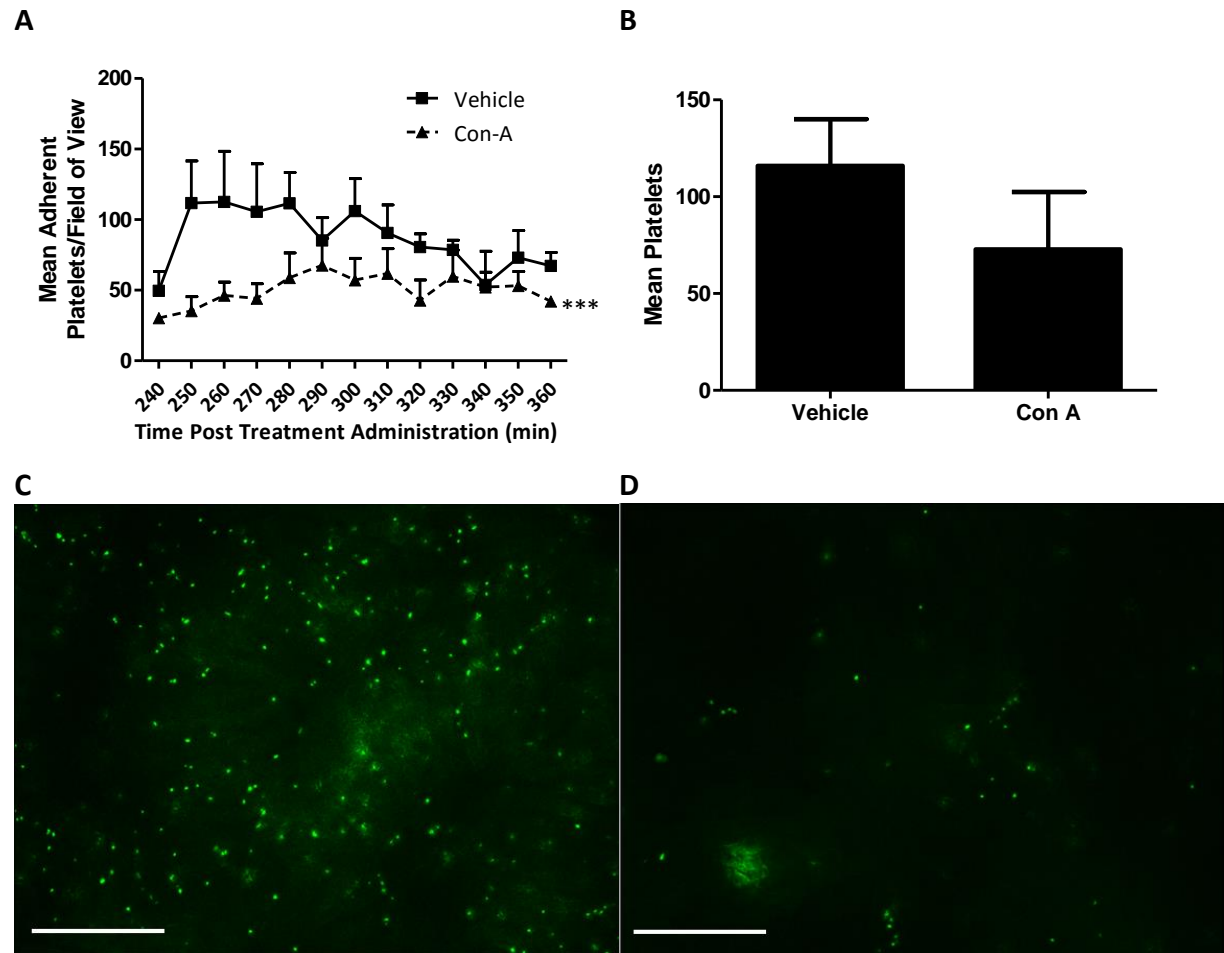 A
Mean Adherent
Platelets/Field of View
200
150
100
50
0
Vehicle
Con-A
***
240 250 260 270 280 290 300 310 320 330 340 350 360
Time Post Treatment Administration (min)
B
Mean Platelets
150
100
50
0
Vehicle Con A
C
D